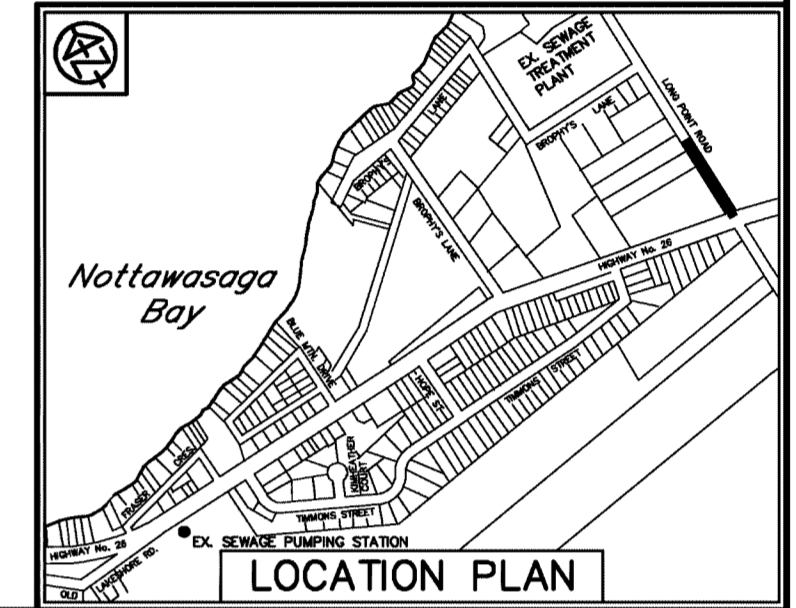 EX. SEWAGE
TREATMENT
PLANT
LONG POINT ROAD
LANE
BROPHY'S
BROPHY'S LANE
BROPHY'S LANE
HIGHWAY No. 26
Nottawasaga
Bay
BLUE MTN. DRIVE
HOPE ST.
TIMMONS STREET
KIMHEATHER
COURT
FRASER CRES.
TIMMONS STREET
EX. SEWAGE PUMPING STATION
HIGHWAY No. 26
OLD LAKESHORE RD.
LOCATION PLAN